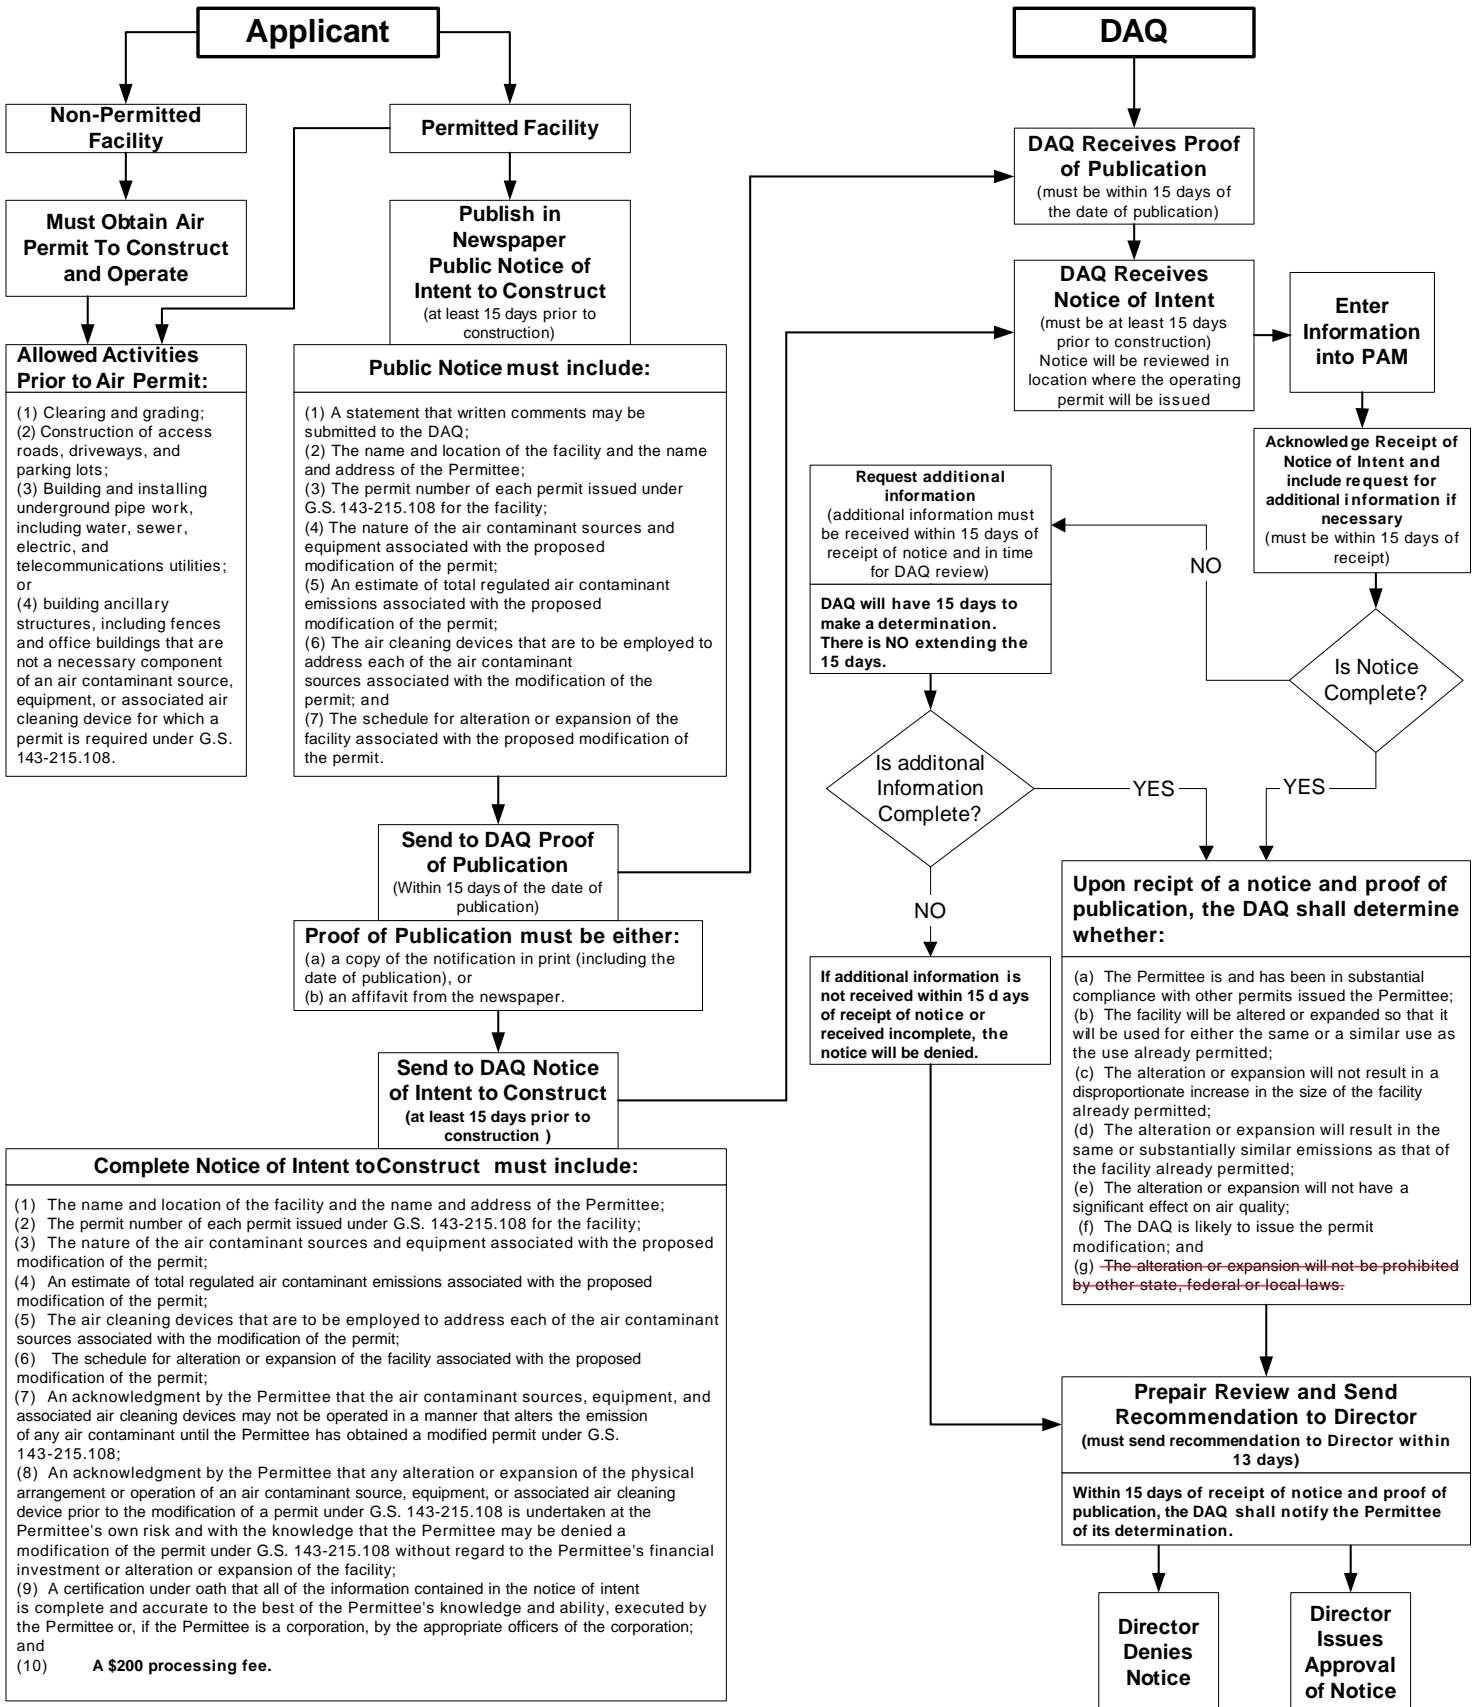 Applicant
Non-Permitted
Facility
Permitted Facility
Must Obtain Air
Permit To Construct
and Operate
Publish in
Newspaper
Public Notice of
Intent to Construct
(at least 15 days prior to
construction)
Allowed Activities
Prior to Air Permit:
(1) Clearing and grading;
(2) Construction of access
roads, driveways, and
parking lots;
(3) Building and installing
underground pipe work,
including water, sewer,
electric, and
telecommunications utilities;
or
(4) building ancillary
structures, including fences
and office buildings that are
not a necessary component
of an air contaminant source,
equipment, or associated air
cleaning device for which a
permit is required under G.S.
143-215.108.
Public Notice must include:
(1) A statement that written comments may be
submitted to the DAQ;
(2) The name and location of the facility and the name
and address of the Permittee;
(3) The permit number of each permit issued under
G.S. 143-215.108 for the facility;
(4) The nature of the air contaminant sources and
equipment associated with the proposed
modification of the permit;
(5) An estimate of total regulated air contaminant
emissions associated with the proposed
modification of the permit;
(6) The air cleaning devices that are to be employed to
address each of the air contaminant
sources associated with the modification of the
permit; and
(7) The schedule for alteration or expansion of the
facility associated with the proposed modification of
the permit.
Send to DAQ Proof
of Publication
(Within 15 days of the date of
publication)
Proof of Publication must be either:
(a) a copy of the notification in print (including the
date of publication), or
(b) an affifavit from the newspaper.
Send to DAQ Notice
of Intent to Construct
(at least 15 days prior to
construction )
Complete Notice of Intent to Construct must include:
(1) The name and location of the facility and the name and address of the Permittee;
(2) The permit number of each permit issued under G.S. 143-215.108 for the facility;
(3) The nature of the air contaminant sources and equipment associated with the proposed
modification of the permit;
(4) An estimate of total regulated air contaminant emissions associated with the proposed
modification of the permit;
(5) The air cleaning devices that are to be employed to address each of the air contaminant
sources associated with the modification of the permit;
(6) The schedule for alteration or expansion of the facility associated with the proposed
modification of the permit;
(7) An acknowledgment by the Permittee that the air contaminant sources, equipment, and
associated air cleaning devices may not be operated in a manner that alters the emission
of any air contaminant until the Permittee has obtained a modified permit under G.S.
143-215.108;
(8) An acknowledgment by the Permittee that any alteration or expansion of the physical
arrangement or operation of an air contaminant source, equipment, or associated air cleaning
device prior to the modification of a permit under G.S. 143-215.108 is undertaken at the
Permittee's own risk and with the knowledge that the Permittee may be denied a
modification of the permit under G.S. 143-215.108 without regard to the Permittee's financial
investment or alteration or expansion of the facility;
(9) A certification under oath that all of the information contained in the notice of intent
is complete and accurate to the best of the Permittee's knowledge and ability, executed by
the Permittee or, if the Permittee is a corporation, by the appropriate officers of the corporation;
and
(10) A $200 processing fee.
DAQ
DAQ Receives Proof
of Publication
(must be within 15 days of
the date of publication)
DAQ Receives
Notice of Intent
(must be at least 15 days
prior to construction)
Notice will be reviewed in
location where the operating
permit will be issued
Enter
Information
into PAM
Acknowledge Receipt of
Notice of Intent and
include request for
additional information if
necessary
(must be within 15 days of
receipt)
Is Notice
Complete?
NO
YES
Request additional
information
(additional information must
be received within 15 days of
receipt of notice and in time
for DAQ review)
DAQ will have 15 days to
make a determination.
There is NO extending the
15 days.
Is additonal
Information
Complete?
YES
NO
If additional information is
not received within 15 d ays
of receipt of notice or
received incomplete, the
notice will be denied.
Upon recipt of a notice and proof of
publication, the DAQ shall determine
whether:
(a) The Permittee is and has been in substantial
compliance with other permits issued the Permittee;
(b) The facility will be altered or expanded so that it
will be used for either the same or a similar use as
the use already permitted;
(c) The alteration or expansion will not result in a
disproportionate increase in the size of the facility
already permitted;
(d) The alteration or expansion will result in the
same or substantially similar emissions as that of
the facility already permitted;
(e) The alteration or expansion will not have a
significant effect on air quality;
(f) The DAQ is likely to issue the permit
modification; and
(g) The alteration or expansion will not be prohibited
by other state, federal or local laws.
Prepair Review and Send
Recommendation to Director
(must send recommendation to Director within
13 days)
Within 15 days of receipt of notice and proof of
publication, the DAQ shall notify the Permittee
of its determination.
Director
Denies
Notice
Director
Issues
Approval
of Notice